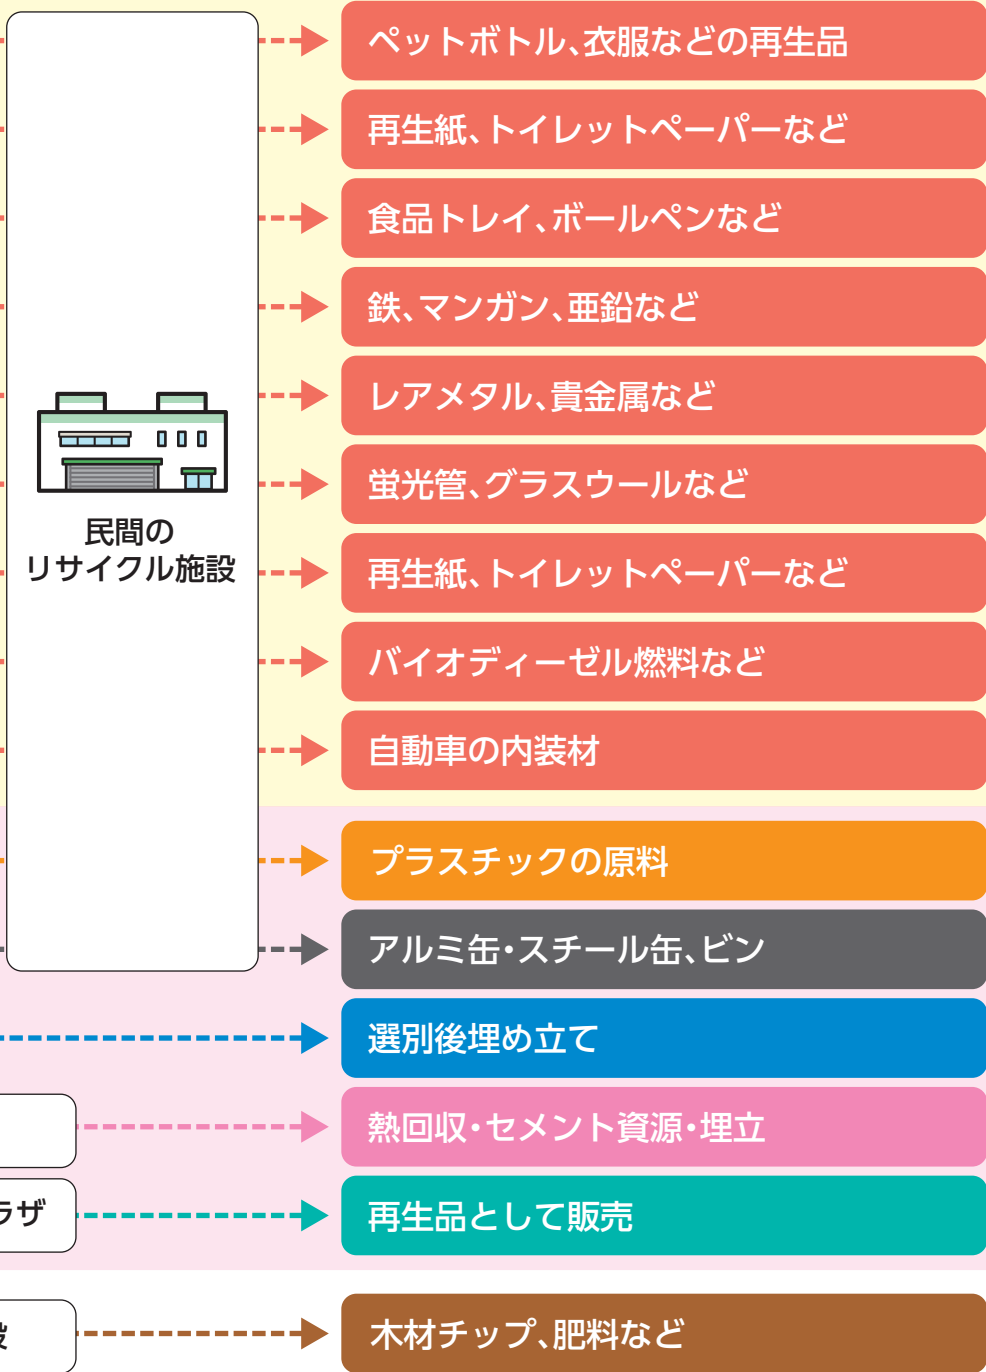 ペットボトル、衣服などの再生品
再生紙、トイレットペーパーなど
食品トレイ、ボールペンなど
鉄、マンガン、亜鉛など
レアメタル、貴金属など
蛍光管、グラスウールなど
民間の
リサイクル施設
再生紙、トイレットペーパーなど
バイオディーゼル燃料など
自動車の内装材
プラスチックの原料
アルミ缶・スチール缶、ビン
選別後埋め立て
熱回収・セメント資源・埋立
ラザ
再生品として販売
木材チップ、肥料など